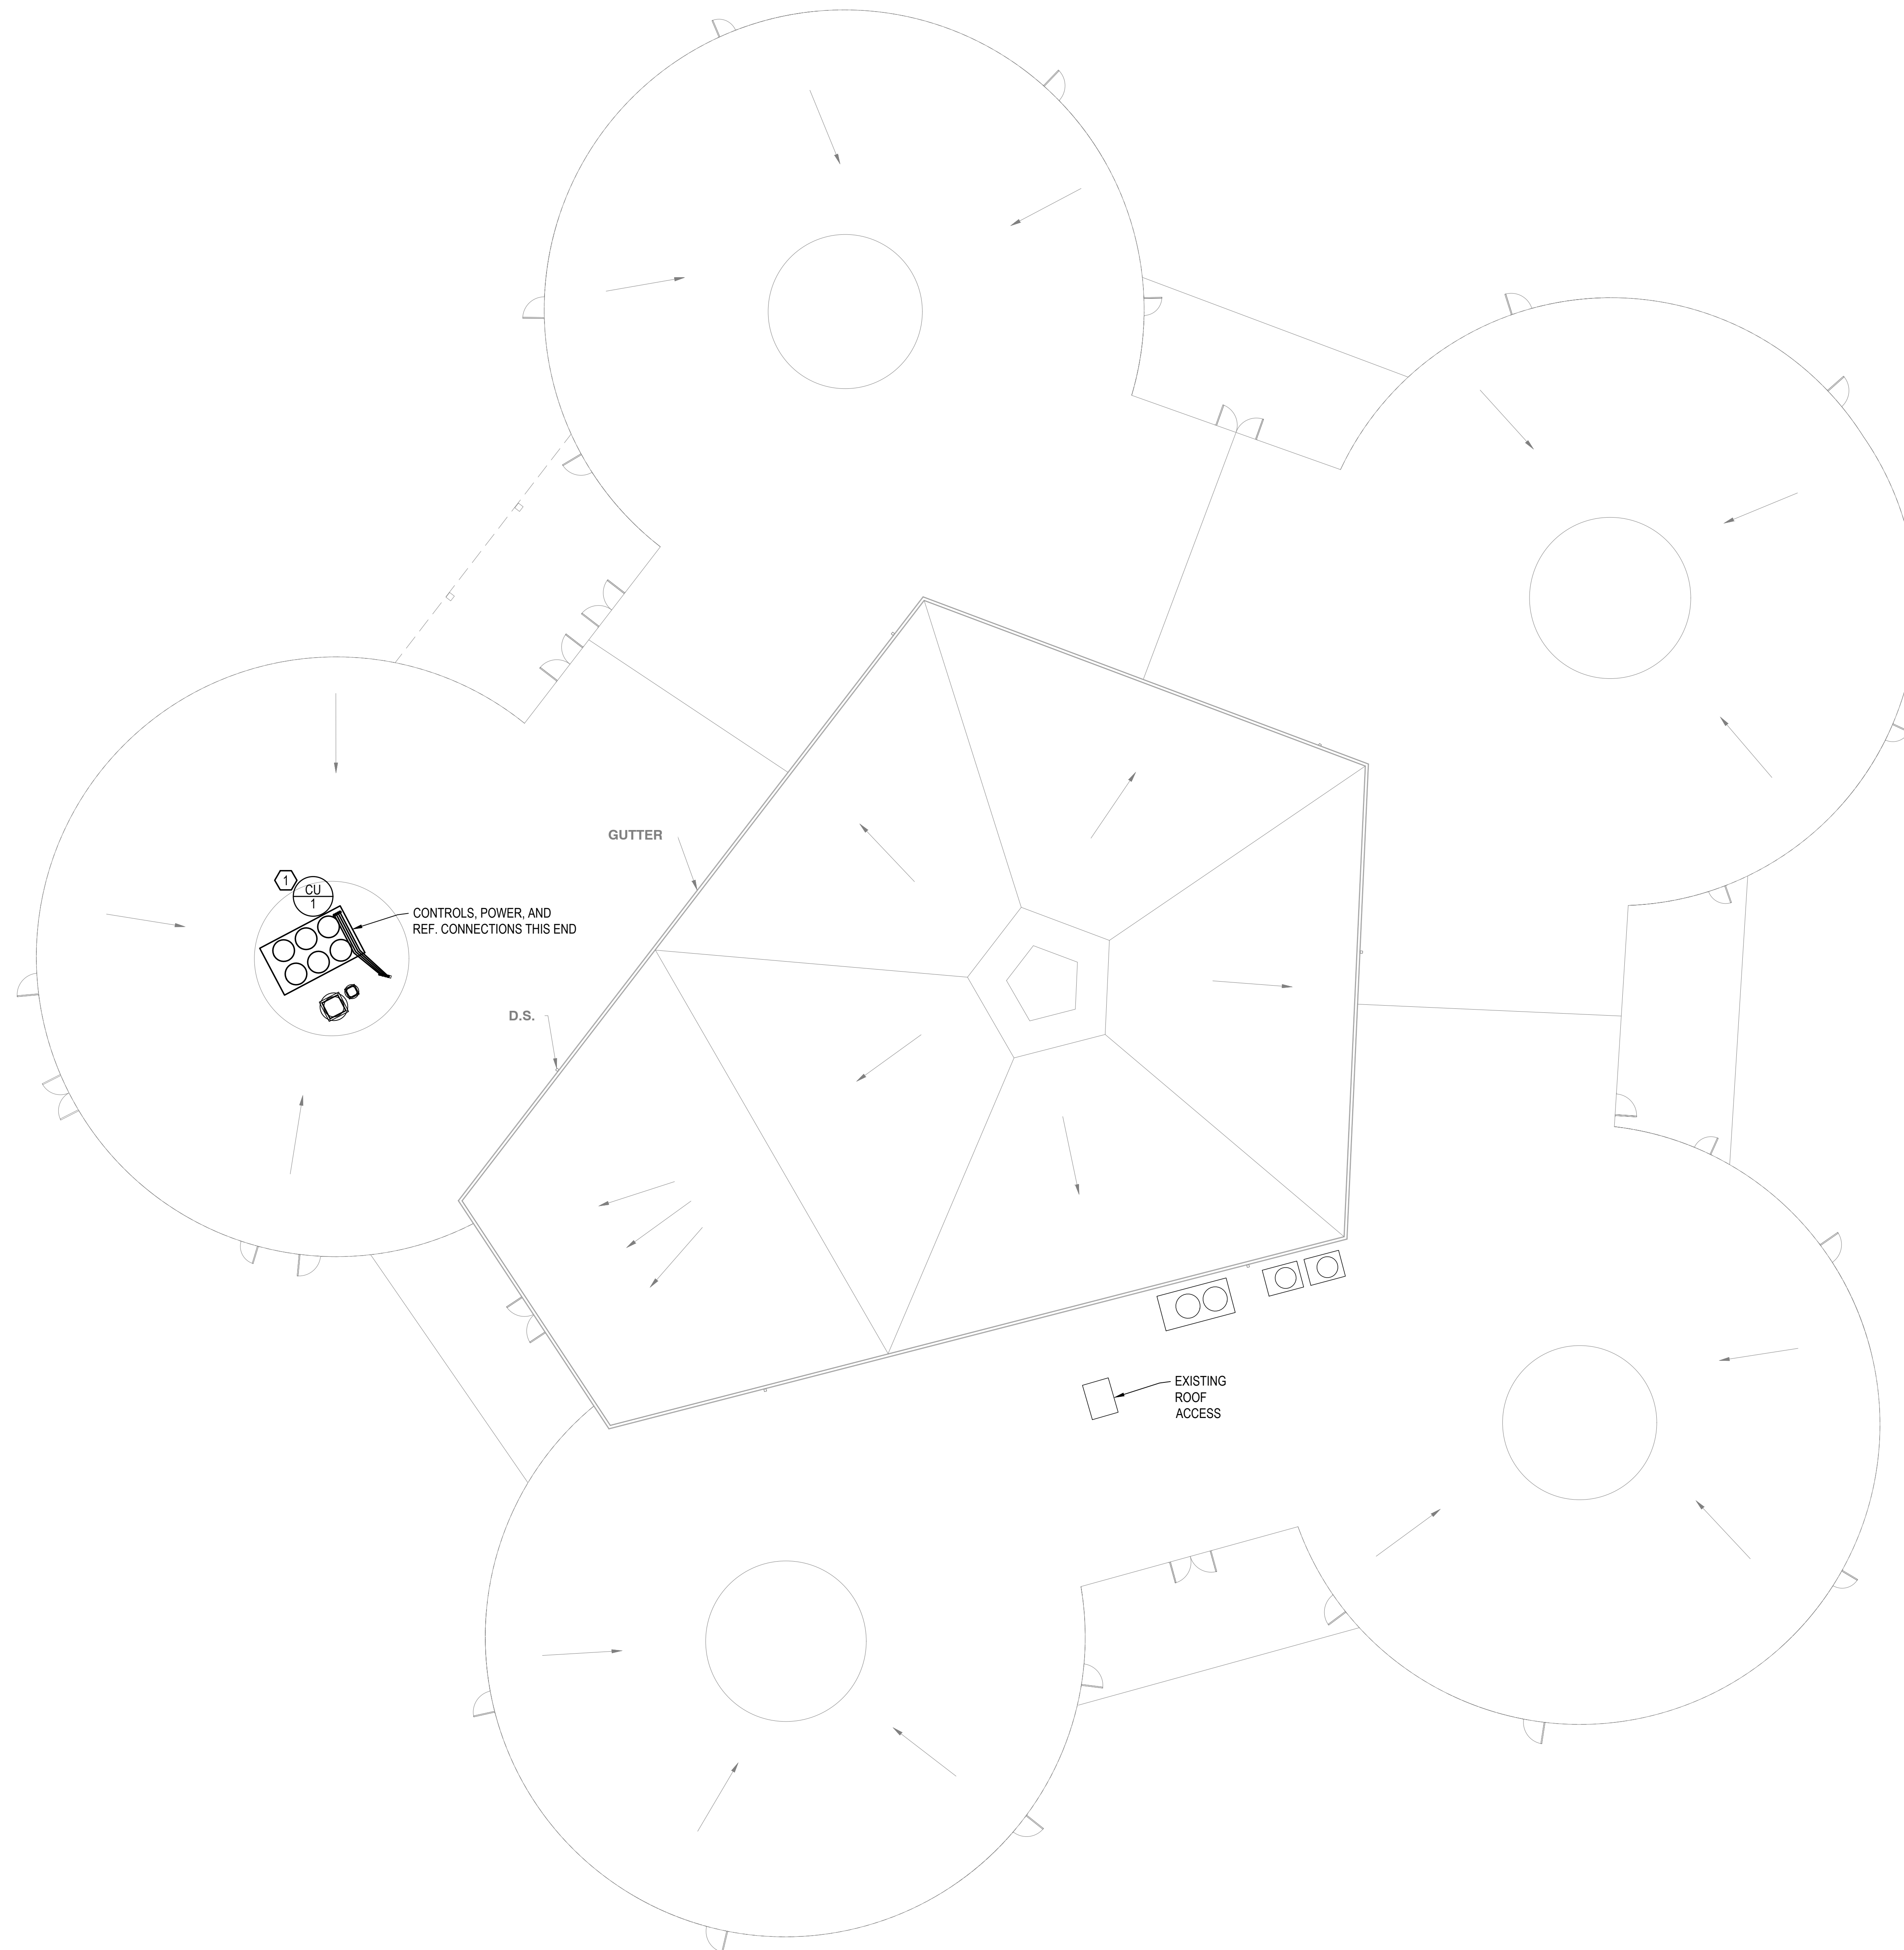 GUTTER
1
CU
1
CONTROLS, POWER, AND
REF. CONNECTIONS THIS END
D.S.
EXISTING
ROOF
ACCESS